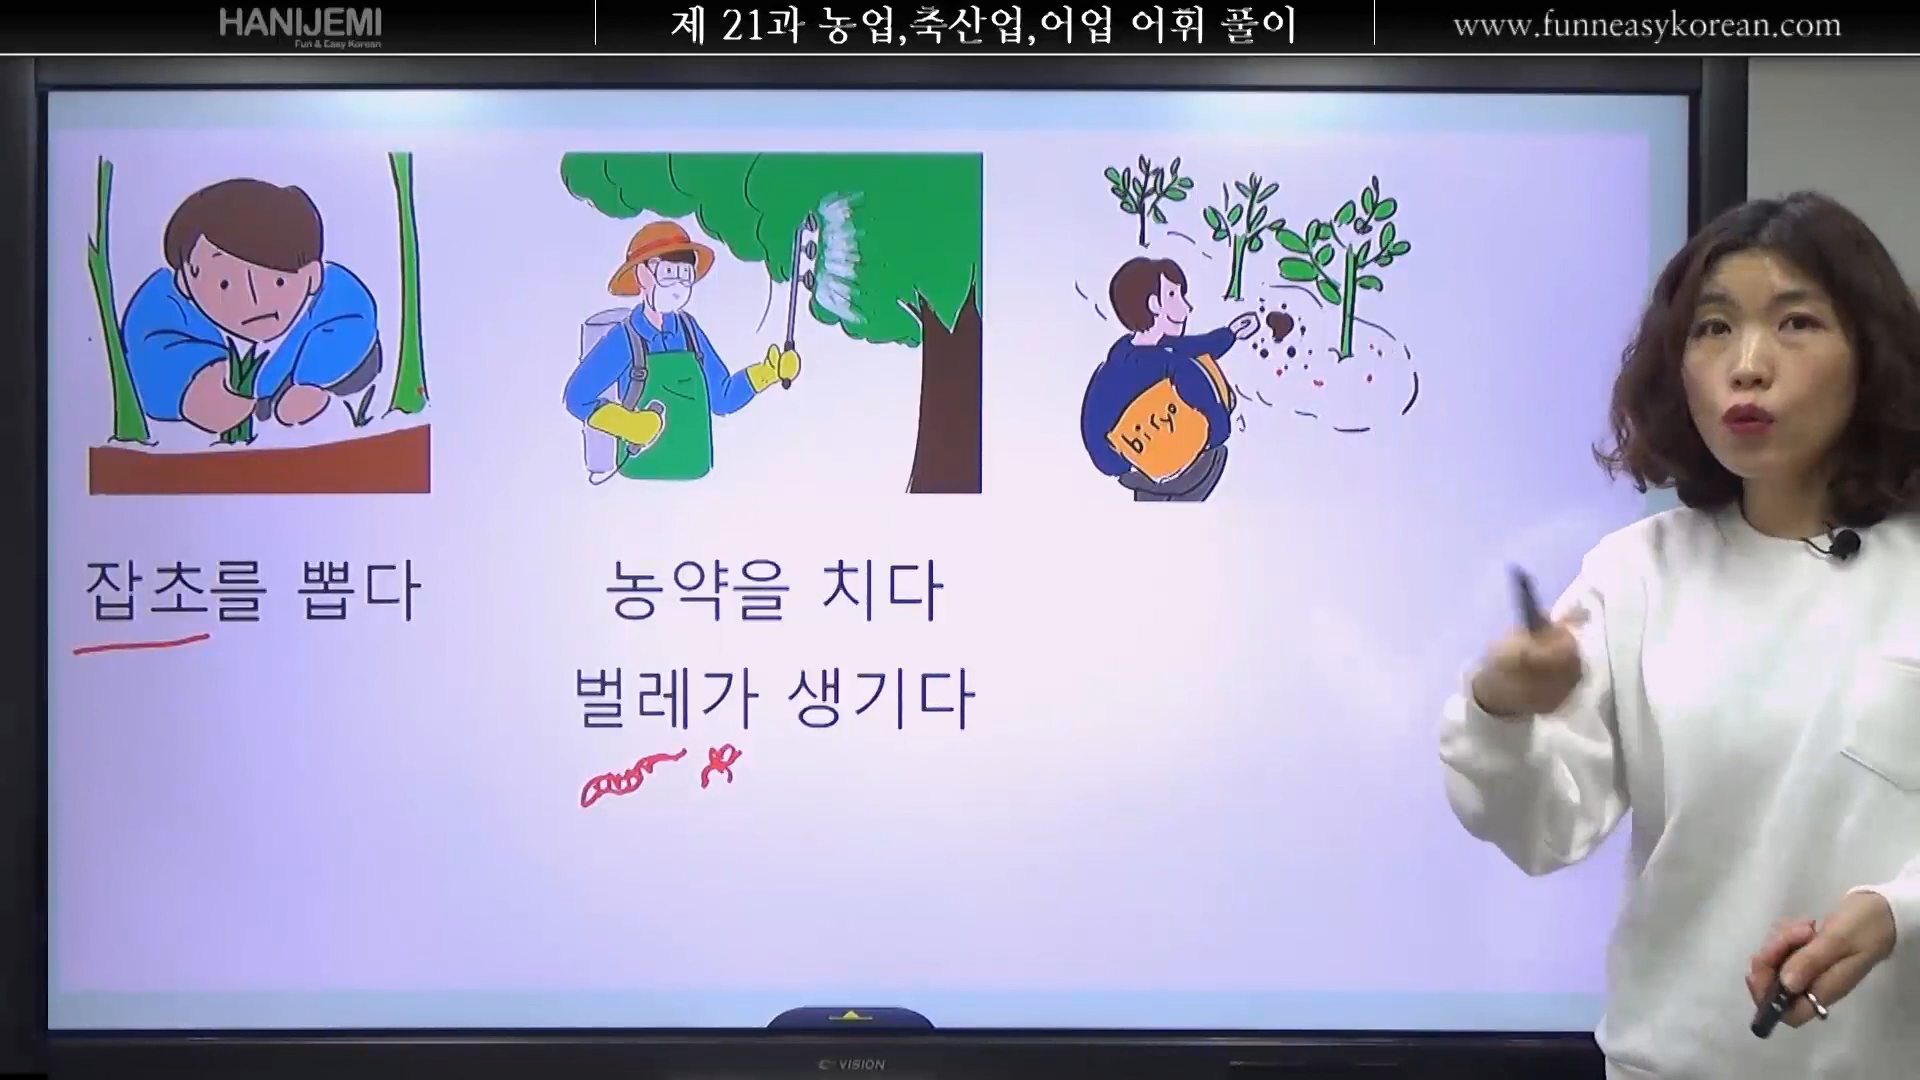 HANIJEMI
Fun & Easy Korean
제 21과 농업,축산업,어업 어휘 풀이
www.funneasykorean.com
biryo
잡초를 뽑다
농약을 치다
벌레가 생기다
VISION